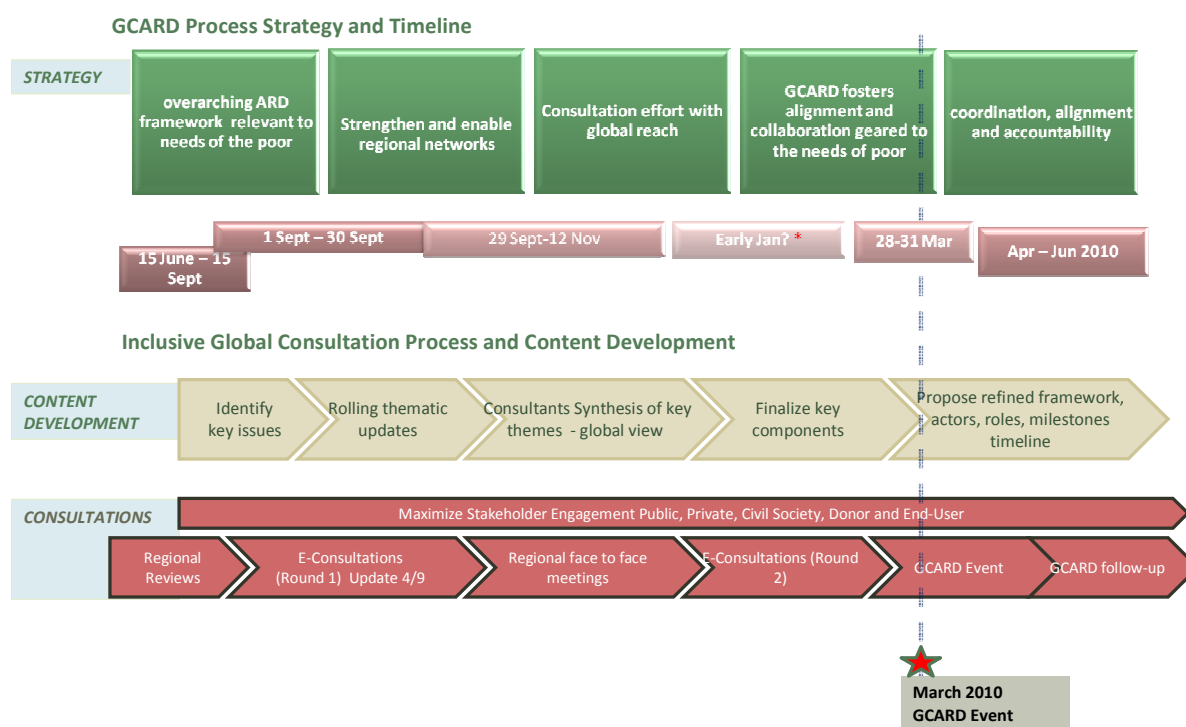 GCARD Process Strategy and Timeline
STRATEGY
overarching ARD
framework relevant to
needs of the poor
Strengthen and enable
regional networks
Consultation effort with
global reach
GCARD fosters
alignment and
collaboration geared to
the needs of poor
coordination, alignment
and accountability
15 June – 15
Sept
1 Sept – 30 Sept
29 Sept-12 Nov
Early Jan? *
28-31 Mar
Apr – Jun 2010
Inclusive Global Consultation Process and Content Development
CONTENT
DEVELOPMENT
Identify
key issues
Rolling thematic
updates
Consultants Synthesis of key
themes - global view
Finalize key
components
Propose refined framework,
actors, roles, milestones
timeline
CONSULTATIONS
Maximize Stakeholder Engagement Public, Private, Civil Society, Donor and End-User
Regional
Reviews
E-Consultations
(Round 1) Update 4/9
Regional face to face
meetings
E-Consultations (Round
2)
GCARD Event
GCARD follow-up
March 2010
GCARD Event